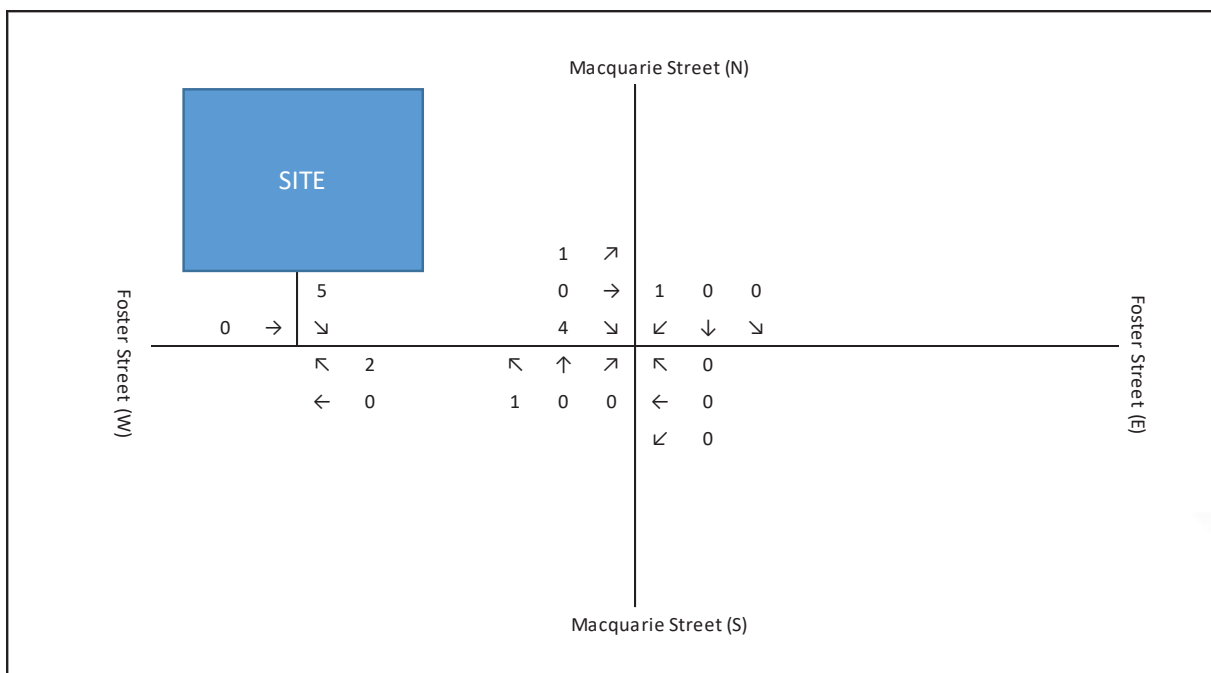 Macquarie Street (N)
SITE
1 ↗
5
0 → 1 0 0
0 → ↘
4 ↘ ↙ ↓ ↘
Foster Street (W)
Foster Street (E)
↖ 2
↖ ↑ ↗ ↖ 0
← 0
1 0 0 ← 0
↙ 0
Macquarie Street (S)